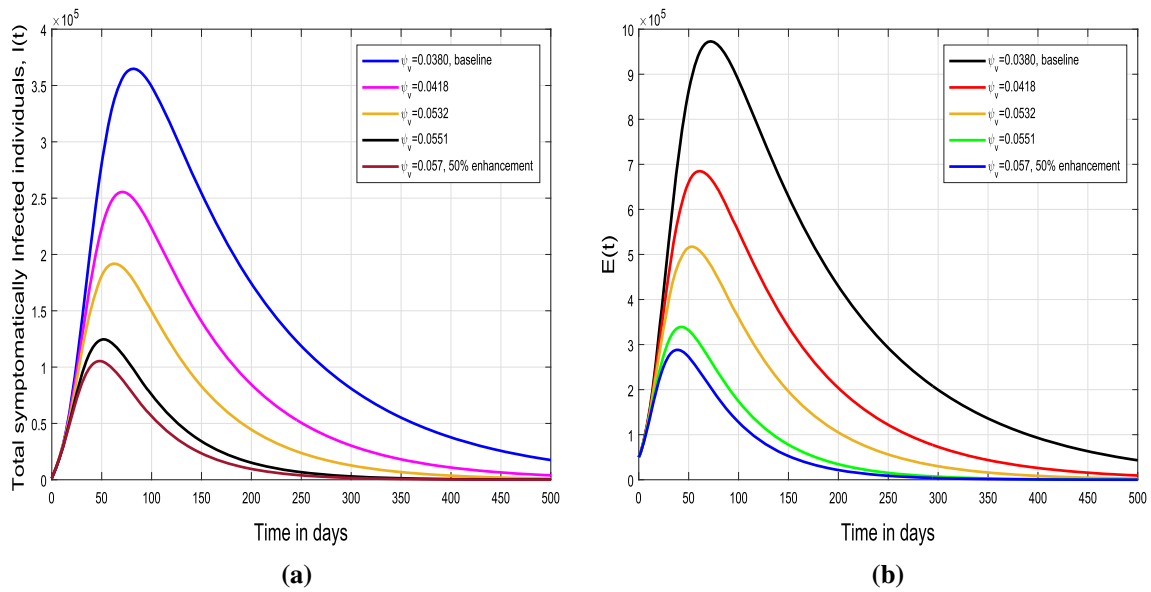 ×10⁵
4
3.5
3
2.5
2
1.5
1
0.5
0
0 50 100 150 200 250 300 350 400 450 500
Total symptomatically Infected individuals, I(t)
Time in days
ψv=0.0380, baseline
ψv=0.0418
ψv=0.0532
ψv=0.0551
ψv=0.057, 50% enhancement
(a)
×10⁵
10
9
8
7
6
5
4
3
2
1
0
0 50 100 150 200 250 300 350 400 450 500
E(t)
Time in days
ψv=0.0380, baseline
ψv=0.0418
ψv=0.0532
ψv=0.0551
ψv=0.057, 50% enhancement
(b)